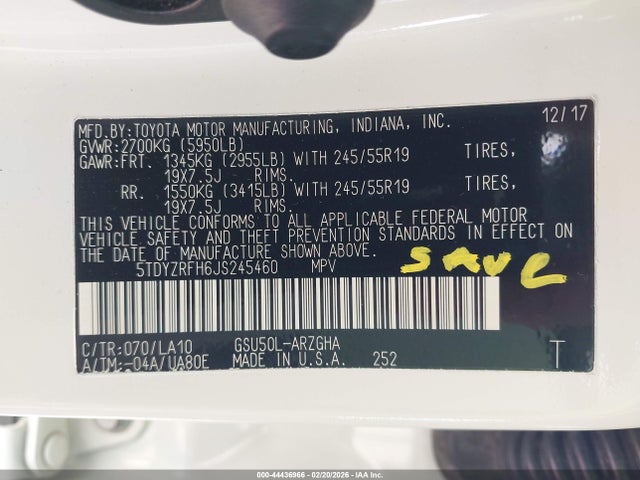 MFD.BY:TOYOTA MOTOR MANUFACTURING, INDIANA, INC. 12/17
GVWR:2700KG (5950LB)
GAWR:FRT. 1345KG (2955LB) WITH 245/55R19 TIRES,
19X7.5J RIMS.
RR. 1550KG (3415LB) WITH 245/55R19 TIRES,
19X7.5J RIMS.
THIS VEHICLE CONFORMS TO ALL APPLICABLE FEDERAL MOTOR
VEHICLE SAFETY AND THEFT PREVENTION STANDARDS IN EFFECT ON
THE DATE OF MANUFACTURE SHOWN ABOVE.
5TDYZRFH6JS245460 MPV
C/TR:070/LA10 GSU50L-ARZGHA
A/TM:-04A/UA80E MADE IN U.S.A. 252 T
000-44436966 - 02/20/2026 - IAA Inc.